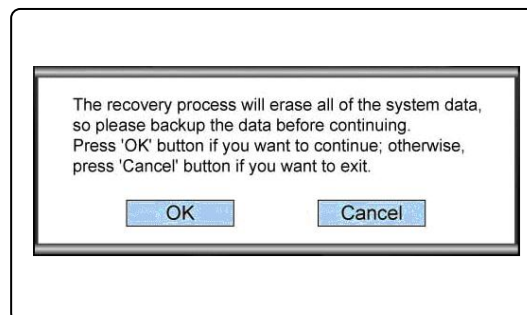 The recovery process will erase all of the system data,
so please backup the data before continuing.
Press 'OK' button if you want to continue; otherwise,
press 'Cancel' button if you want to exit.
OK
Cancel